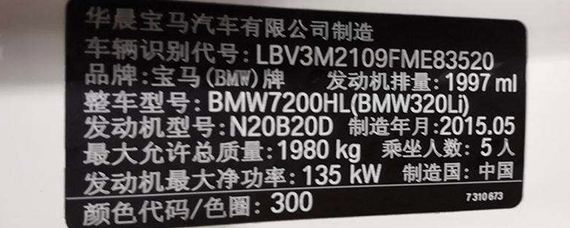 华晨宝马汽车有限公司制造
车辆识别代号: LBV3M2109FME83520
品牌: 宝马(BMW)牌 发动机排量: 1997 ml
整车型号: BMW7200HL(BMW320Li)
发动机型号: N20B20D 制造年月: 2015.05
最大允许总质量: 1980 kg 乘坐人数: 5 人
发动机最大净功率: 135 kW 制造国: 中国
颜色代码/色圈: 300 7310673